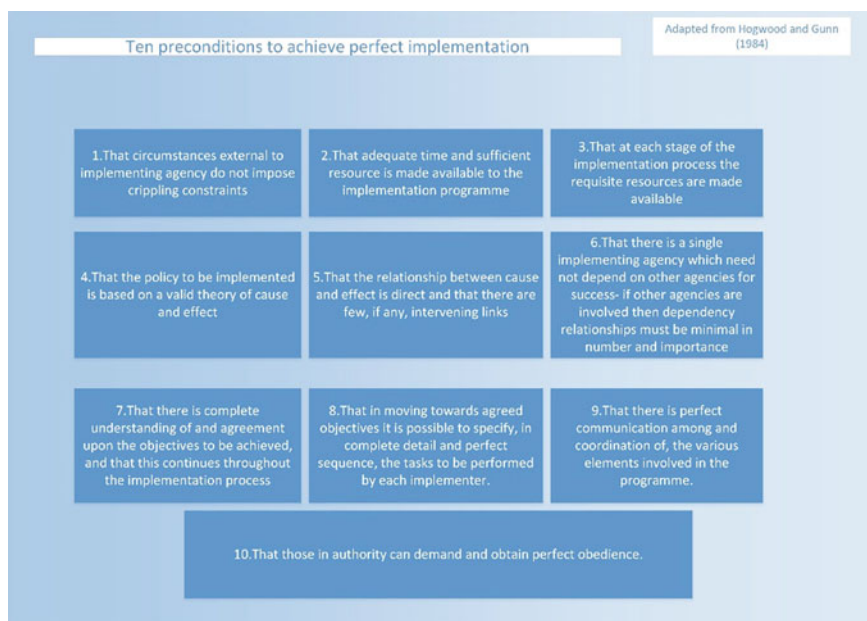 Ten preconditions to achieve perfect implementation
Adapted from Hogwood and Gunn
(1984)
1.That circumstances external to
implementing agency do not impose
crippling constraints
2.That adequate time and sufficient
resource is made available to the
implementation programme
3.That at each stage of the
implementation process the
requisite resources are made
available
4.That the policy to be implemented
is based on a valid theory of cause
and effect
5.That the relationship between cause
and effect is direct and that there are
few, if any, intervening links
6.That there is a single
implementing agency which need
not depend on other agencies for
success- if other agencies are
involved then dependency
relationships must be minimal in
number and importance
7.That there is complete
understanding of and agreement
upon the objectives to be achieved,
and that this continues throughout
the implementation process
8.That in moving towards agreed
objectives it is possible to specify, in
complete detail and perfect
sequence, the tasks to be performed
by each implementer.
9.That there is perfect
communication among and
coordination of, the various
elements involved in the
programme.
10.That those in authority can demand and obtain perfect obedience.